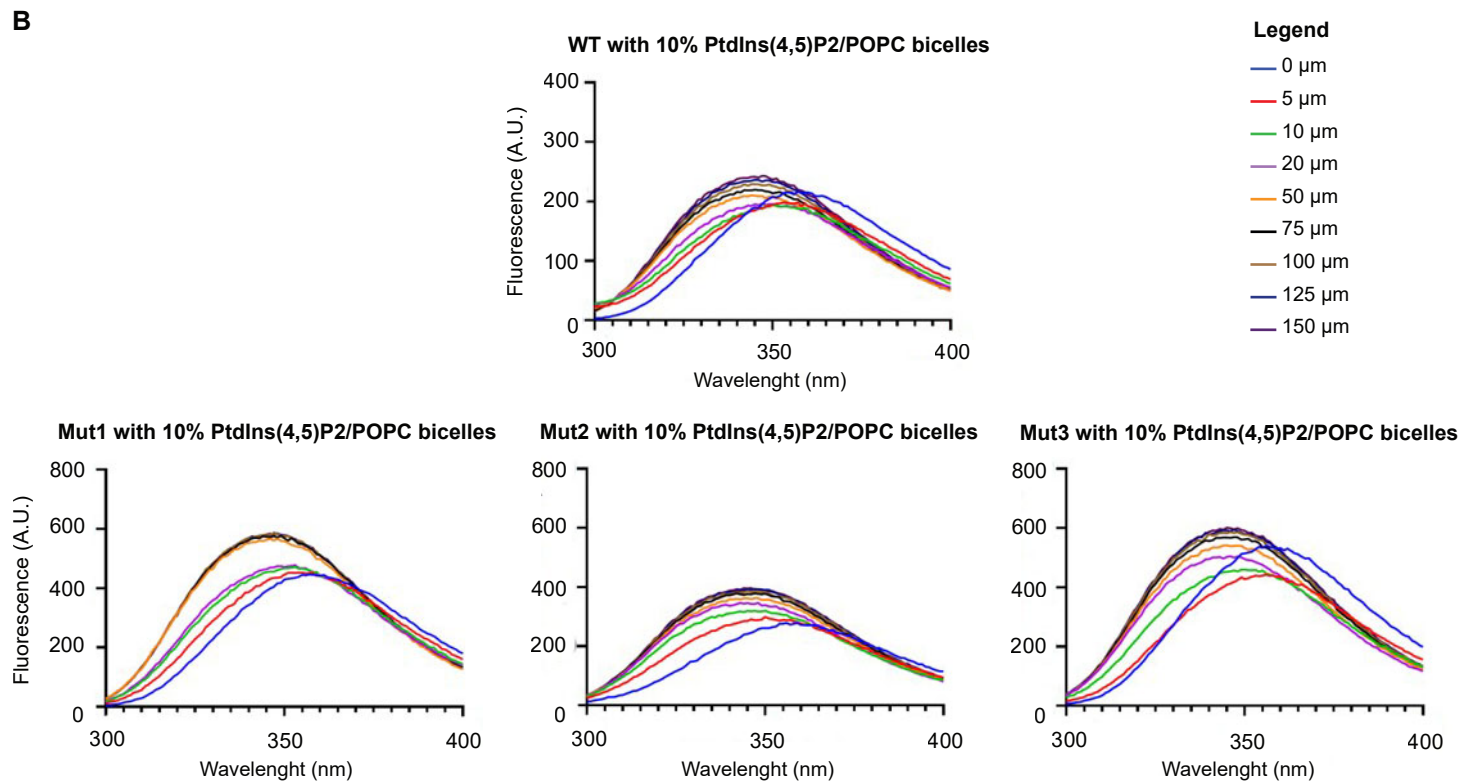 B
WT with 10% PtdIns(4,5)P2/POPC bicelles
Legend
0 µm
5 µm
10 µm
20 µm
50 µm
75 µm
100 µm
125 µm
150 µm
Fluorescence (A.U.)
400
300
200
100
0
300
350
400
Wavelenght (nm)
Mut1 with 10% PtdIns(4,5)P2/POPC bicelles
Fluorescence (A.U.)
800
600
400
200
0
300
350
400
Wavelenght (nm)
Mut2 with 10% PtdIns(4,5)P2/POPC bicelles
800
600
400
200
0
300
350
400
Wavelenght (nm)
Mut3 with 10% PtdIns(4,5)P2/POPC bicelles
800
600
400
200
0
300
350
400
Wavelenght (nm)